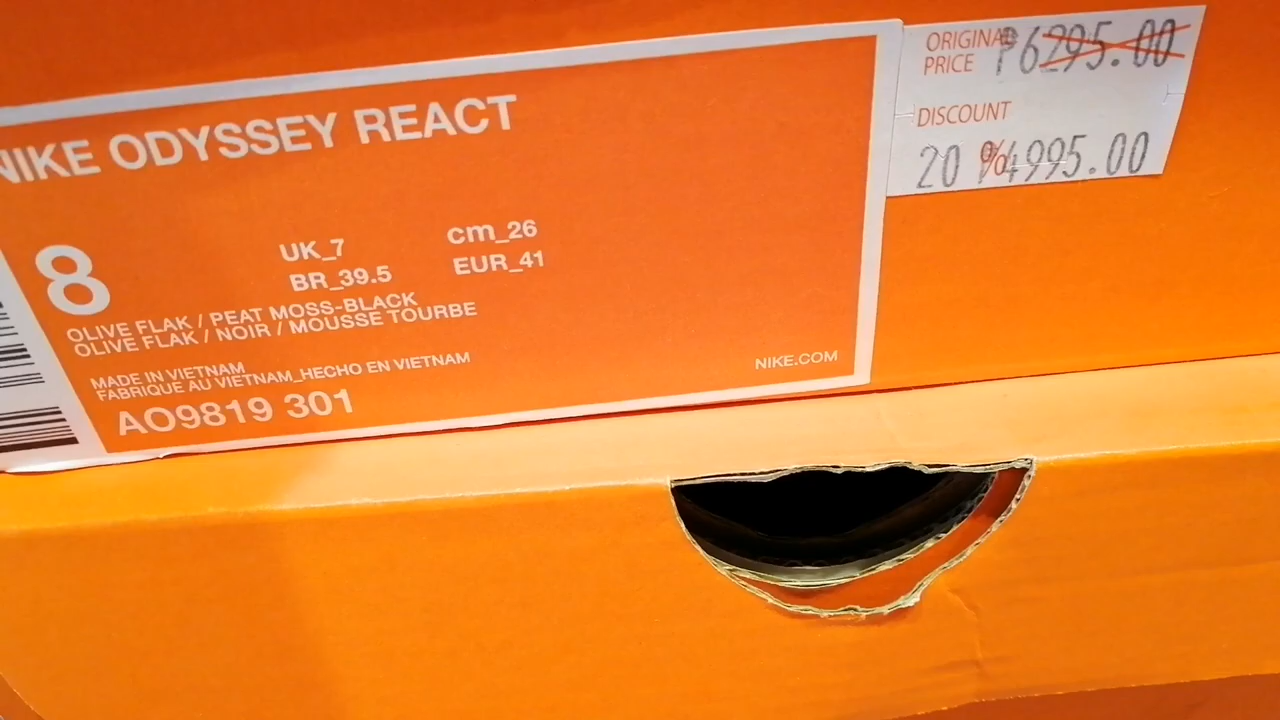 NIKE ODYSSEY REACT
8
UK_7
cm_26
BR_39.5
EUR_41
OLIVE FLAK / PEAT MOSS-BLACK
OLIVE FLAK / NOIR / MOUSSE TOURBE
MADE IN VIETNAM
FABRIQUE AU VIETNAM_HECHO EN VIETNAM
AO9819 301
NIKE.COM
ORIGINAL
PRICE
₱6295.00
DISCOUNT
20 % ₱4995.00